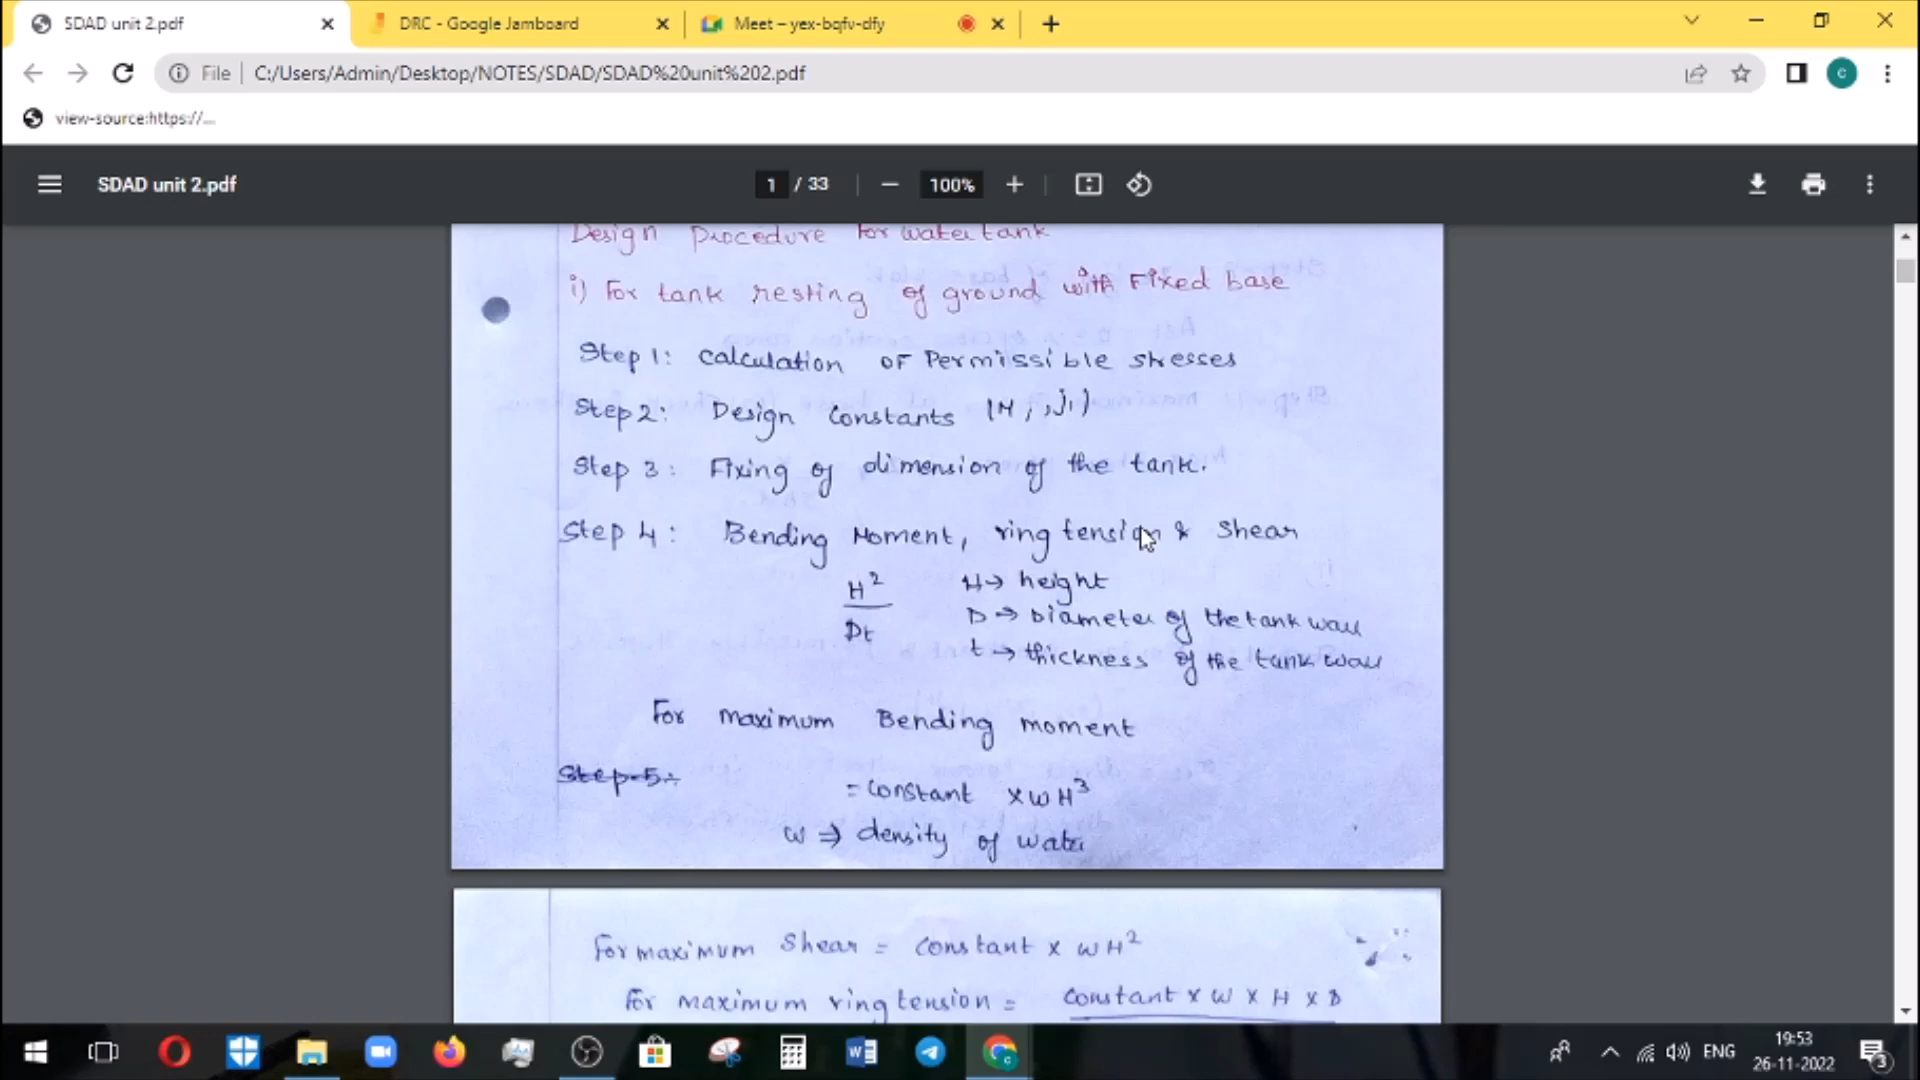 SDAD unit 2.pdf
DRC - Google Jamboard
Meet – yex-bqfv-dfy
File
C:/Users/Admin/Desktop/NOTES/SDAD/SDAD%20unit%202.pdf
C
view-source:https://...
SDAD unit 2.pdf
1 / 33
100%
Design Procedure For water tank
i) For tank resting of ground with Fixed base
Step 1: Calculation of Permissible stresses
Step 2: Design Constants
Step 3: Fixing of dimension of the tank.
Step 4: Bending Moment, ring tension & Shear
H²
Dt
H → height
D → Diameter of the tank wall
t → thickness of the tank wall
For maximum Bending moment
Step-5:-
= Constant × WH³
W ⇒ density of water
For maximum Shear = Constant × WH²
For maximum ring tension = Constant × W × H × D
ENG
19:53
26-11-2022
3